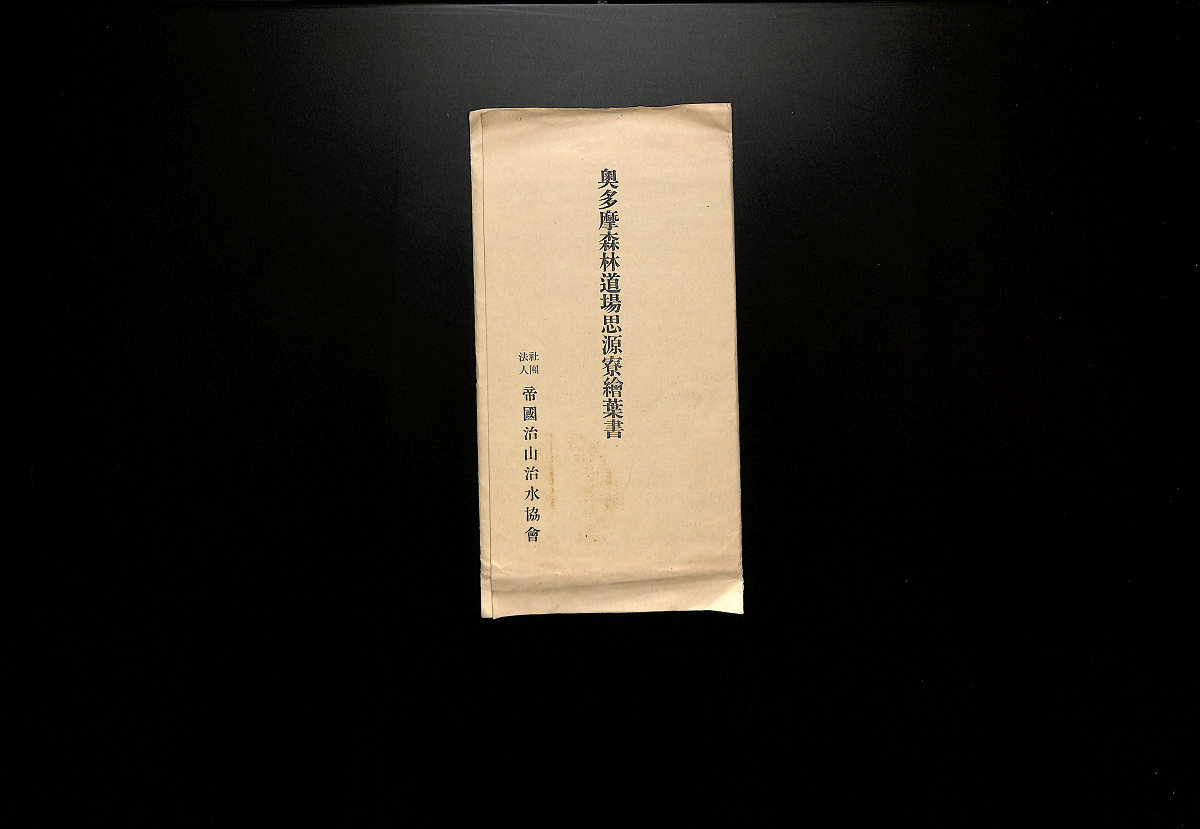 奥多摩森林道場思源寮繪葉書
社團法人 帝國治山治水協會